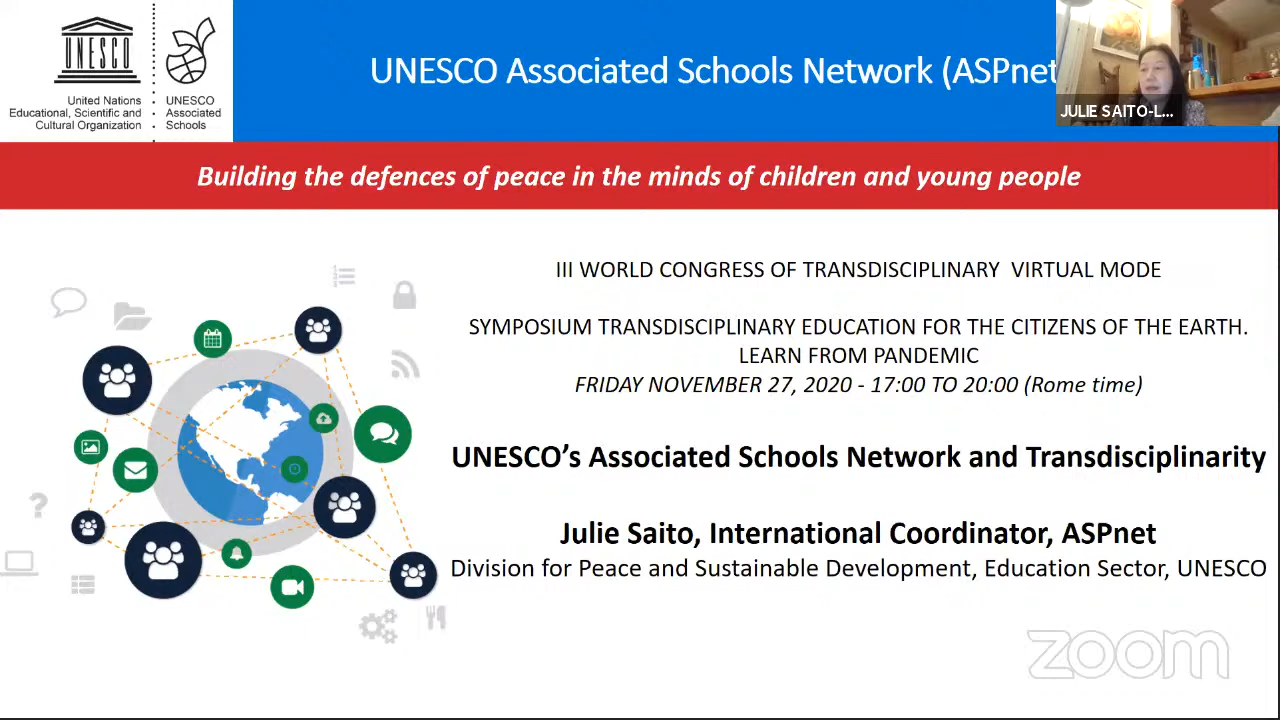 UNESCO
United Nations
Educational, Scientific and
Cultural Organization
UNESCO
Associated
Schools
UNESCO Associated Schools Network (ASPnet
JULIE SAITO-L...
Building the defences of peace in the minds of children and young people
III WORLD CONGRESS OF TRANSDISCIPLINARY VIRTUAL MODE
SYMPOSIUM TRANSDISCIPLINARY EDUCATION FOR THE CITIZENS OF THE EARTH.
LEARN FROM PANDEMIC
FRIDAY NOVEMBER 27, 2020 - 17:00 TO 20:00 (Rome time)
UNESCO’s Associated Schools Network and Transdisciplinarity
Julie Saito, International Coordinator, ASPnet
Division for Peace and Sustainable Development, Education Sector, UNESCO
zoom